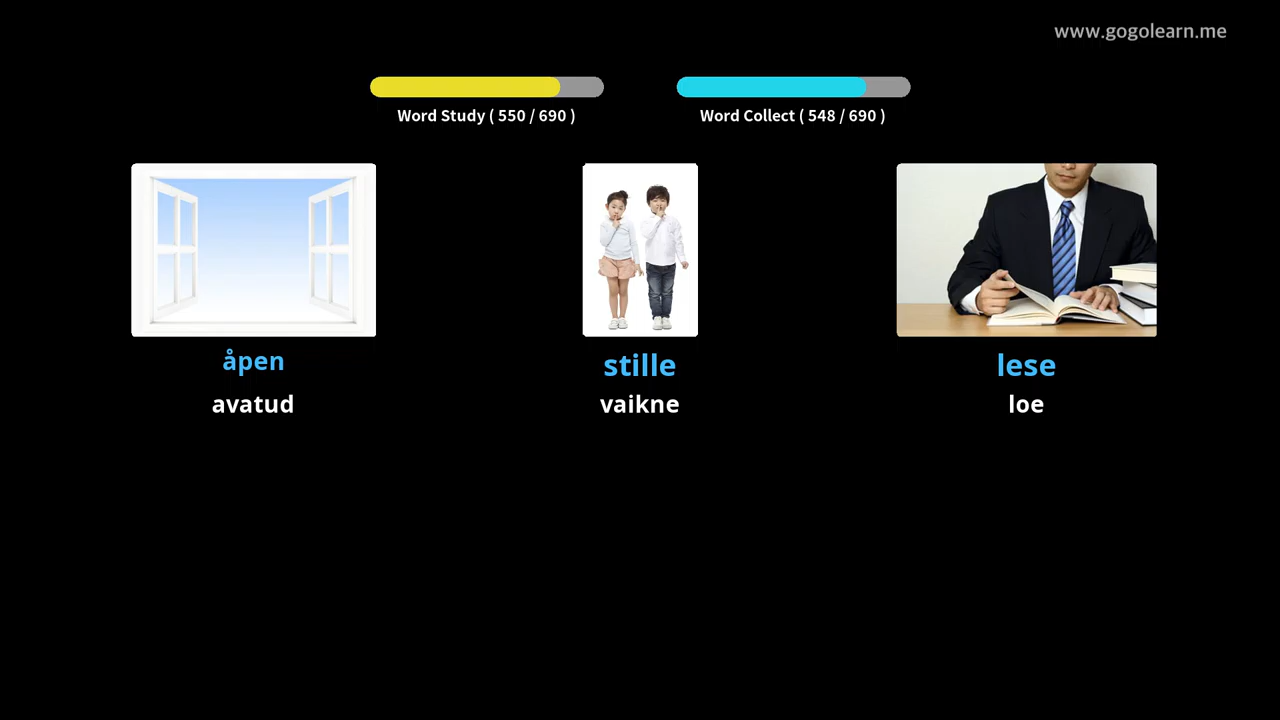 www.gogolearn.me
Word Study ( 550 / 690 )
Word Collect ( 548 / 690 )
åpen
stille
lese
avatud
vaikne
loe